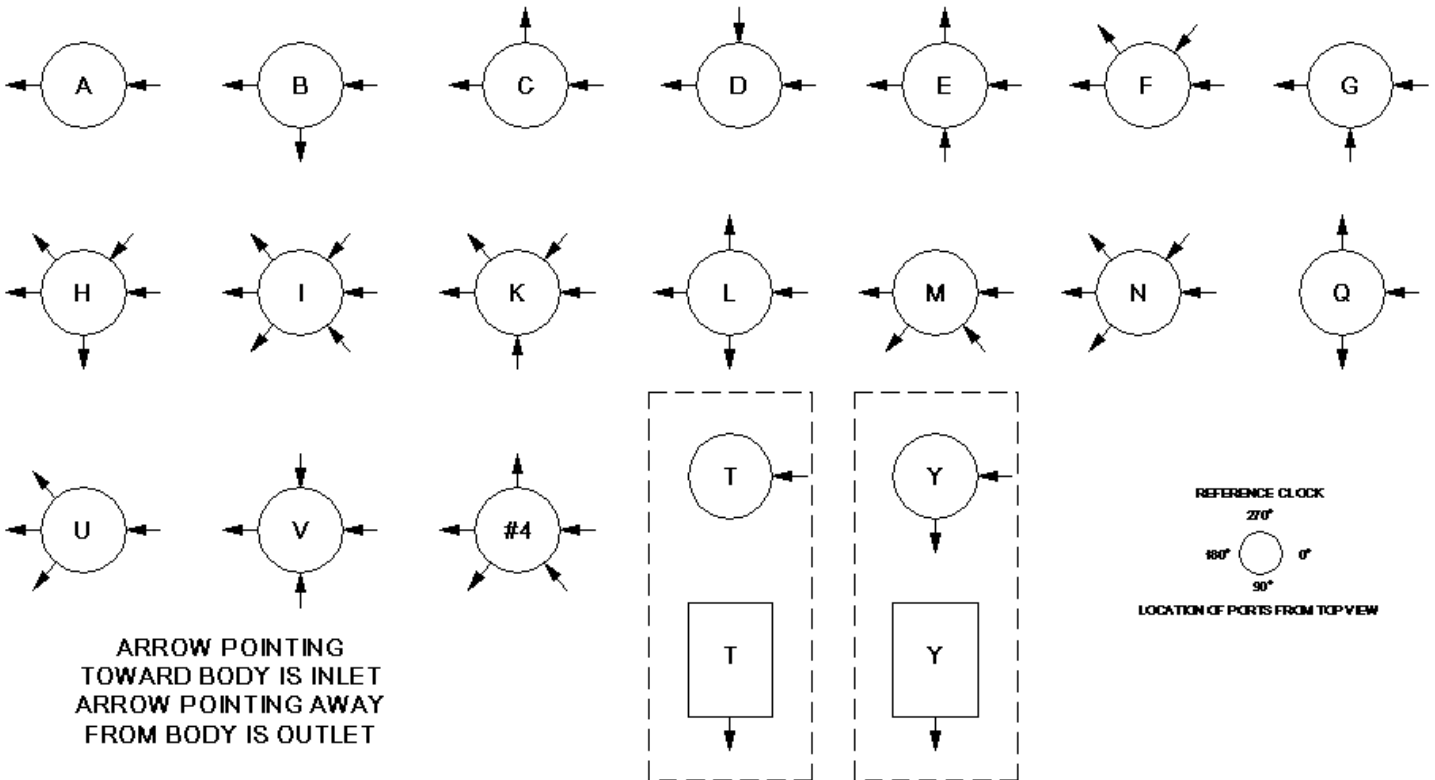 A B C D E F G
H I K L M N Q
U V #4 T Y
T Y
REFERENCE CLOCK
270°
180° 0°
90°
LOCATION OF PORTS FROM TOP VIEW
ARROW POINTING
TOWARD BODY IS INLET
ARROW POINTING AWAY
FROM BODY IS OUTLET